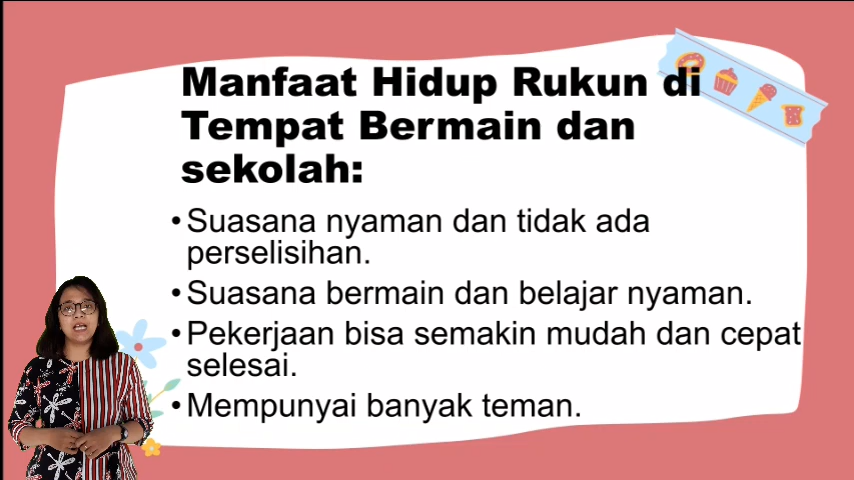 Manfaat Hidup Rukun di
Tempat Bermain dan
sekolah:
•Suasana nyaman dan tidak ada
perselisihan.
•Suasana bermain dan belajar nyaman.
•Pekerjaan bisa semakin mudah dan cepat
selesai.
•Mempunyai banyak teman.